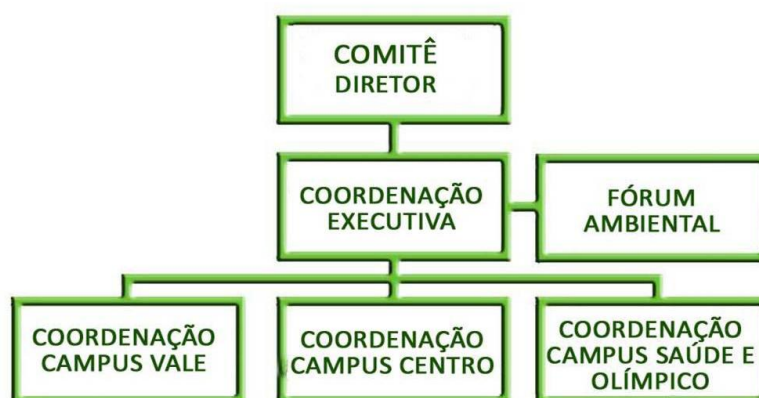 COMITÊ
DIRETOR
COORDENAÇÃO
EXECUTIVA
FÓRUM
AMBIENTAL
COORDENAÇÃO
CAMPUS VALE
COORDENAÇÃO
CAMPUS CENTRO
COORDENAÇÃO
CAMPUS SAÚDE E
OLÍMPICO